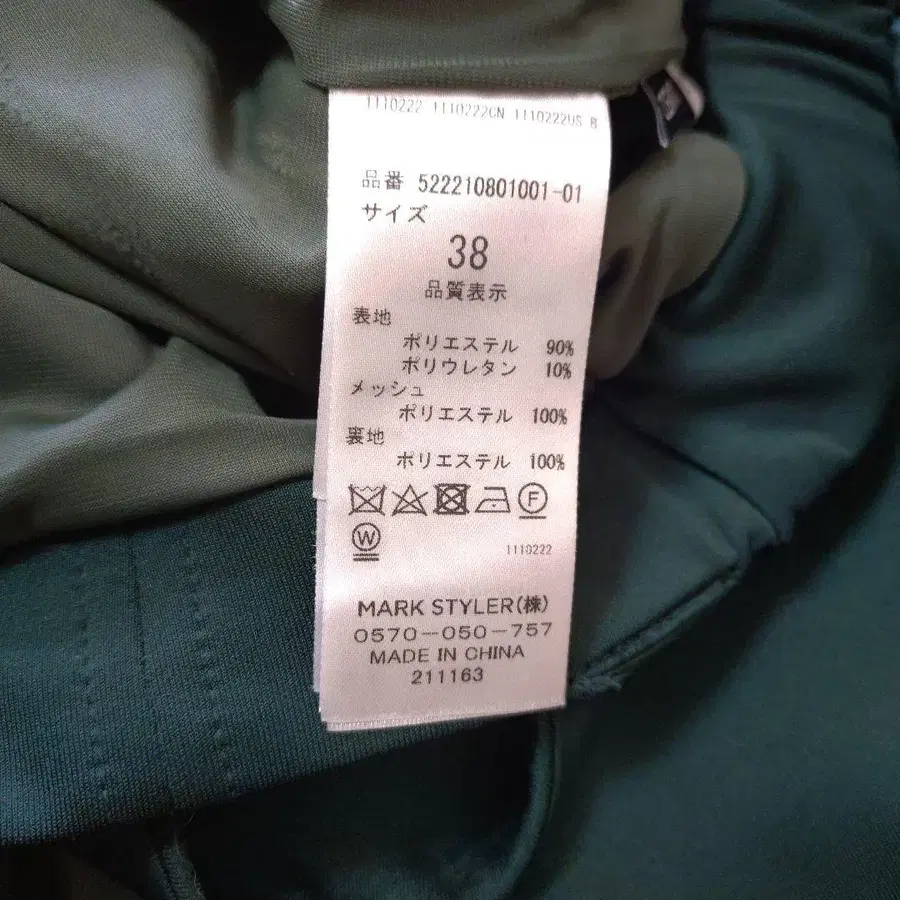 1110222 1110222CN 1110222US B
品番 522210801001-01
サイズ
38
品質表示
表地
ポリエステル 90%
ポリウレタン 10%
メッシュ
ポリエステル 100%
裏地
ポリエステル 100%
F
W
1110222
MARK STYLER(株)
0570-050-757
MADE IN CHINA
211163